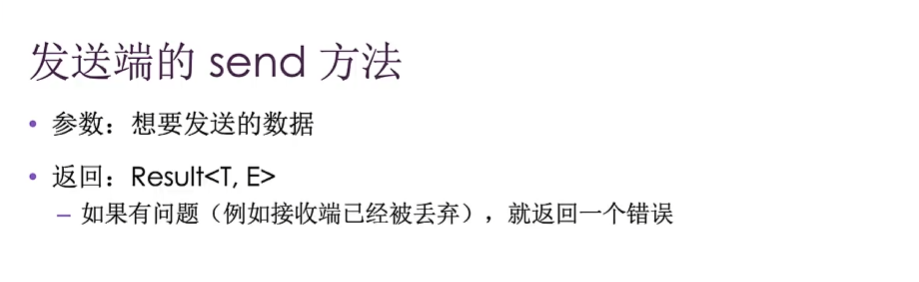 发送端的 send 方法
• 参数：想要发送的数据
• 返回：Result<T, E>
– 如果有问题（例如接收端已经被丢弃），就返回一个错误